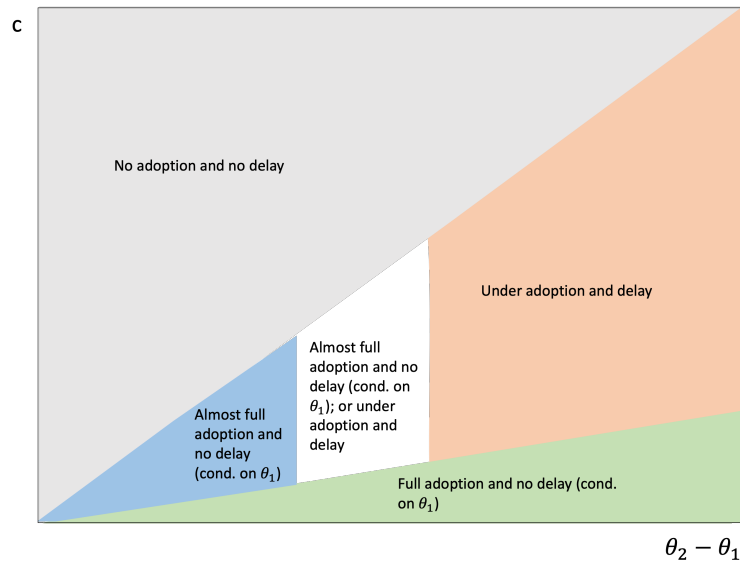 c
No adoption and no delay
Under adoption and delay
Almost full
adoption and no
delay (cond. on
θ₁); or under
adoption and
delay
Almost full
adoption and
no delay
(cond. on θ₁)
Full adoption and no delay (cond.
on θ₁)
θ₂ − θ₁